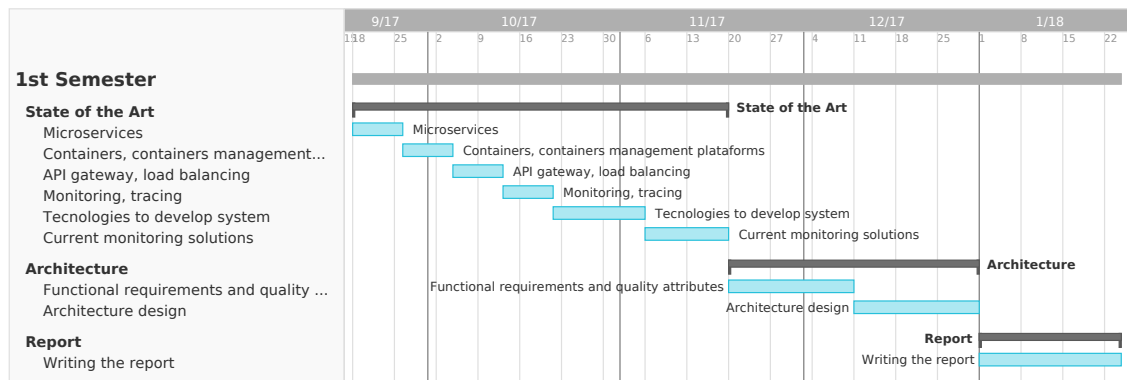 9/17 10/17 11/17 12/17 1/18
15 18 25 2 9 16 23 30 6 13 20 27 4 11 18 25 1 8 15 22
1st Semester
State of the Art State of the Art
Microservices Microservices
Containers, containers management... Containers, containers management plataforms
API gateway, load balancing API gateway, load balancing
Monitoring, tracing Monitoring, tracing
Tecnologies to develop system Tecnologies to develop system
Current monitoring solutions Current monitoring solutions
Architecture Architecture
Functional requirements and quality ... Functional requirements and quality attributes
Architecture design Architecture design
Report Report
Writing the report Writing the report